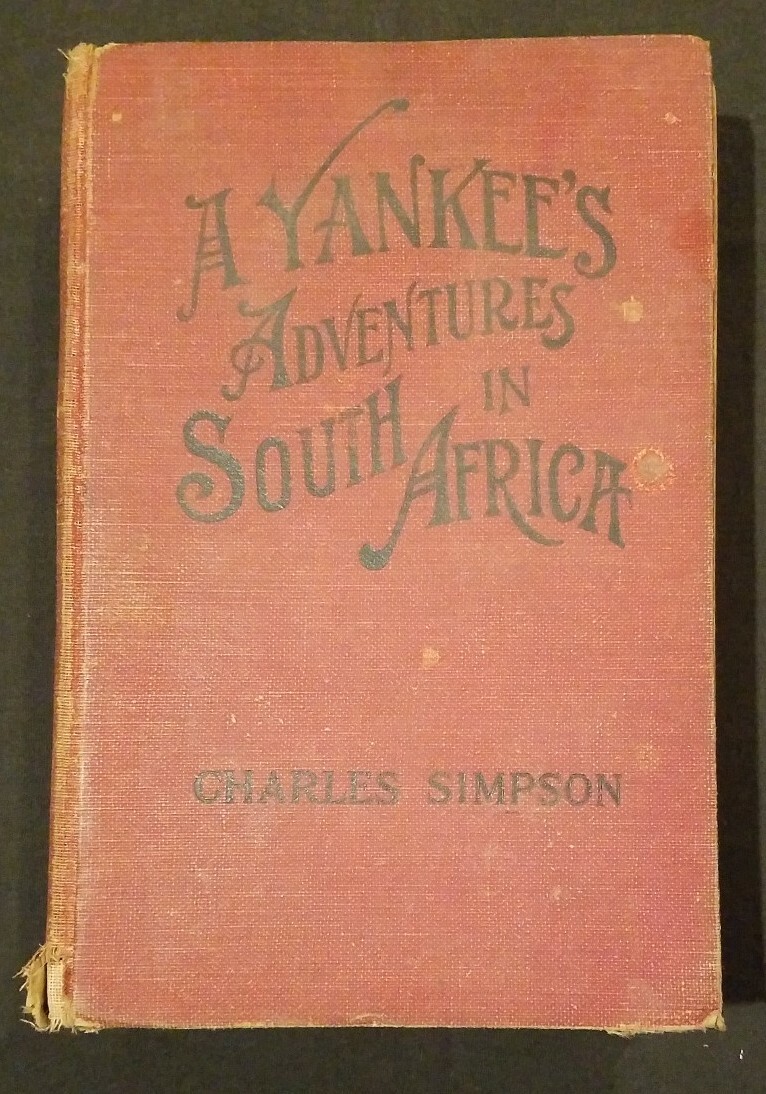 A YANKEE'S
ADVENTURES
IN
SOUTH AFRICA
CHARLES SIMPSON